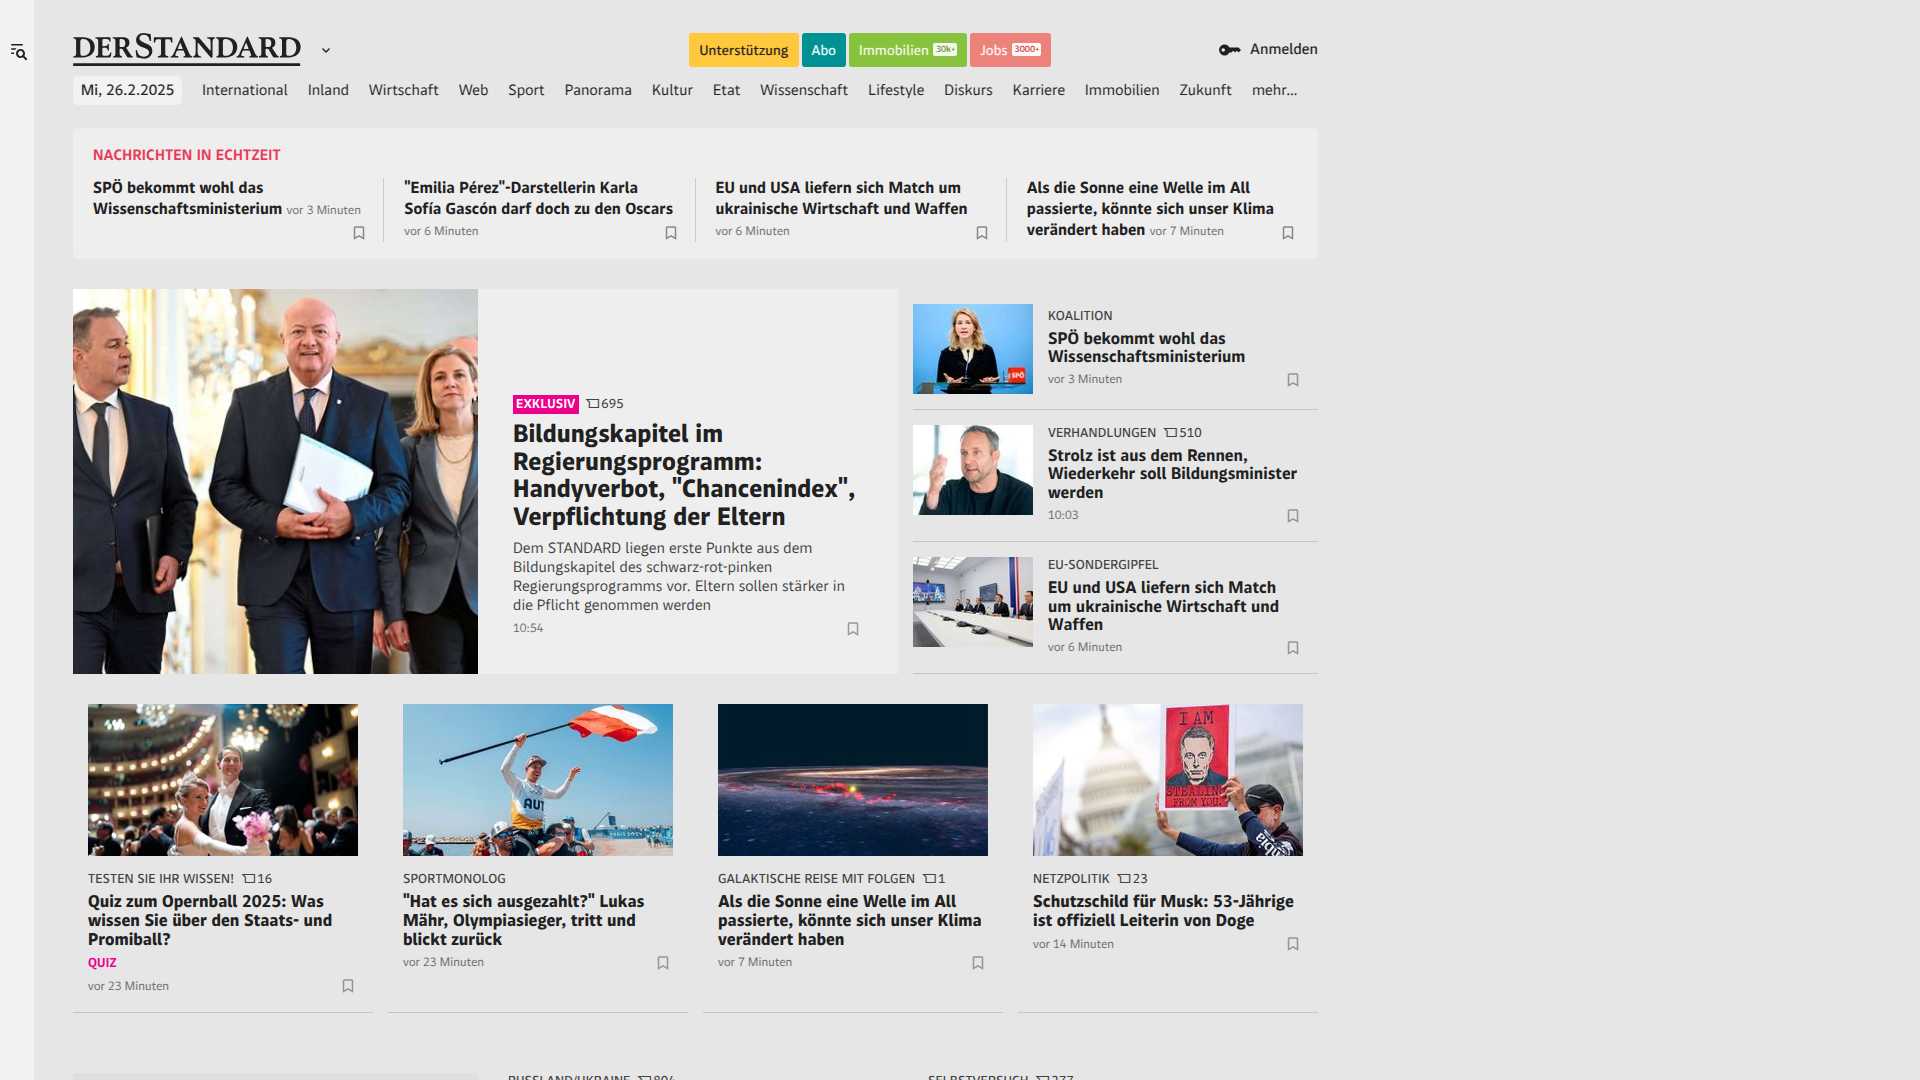 DERSTANDARD
Unterstützung
Abo
Immobilien 30k+
Jobs 3000+
Anmelden
Mi, 26.2.2025
International
Inland
Wirtschaft
Web
Sport
Panorama
Kultur
Etat
Wissenschaft
Lifestyle
Diskurs
Karriere
Immobilien
Zukunft
mehr...
NACHRICHTEN IN ECHTZEIT
SPÖ bekommt wohl das
Wissenschaftsministerium vor 3 Minuten
"Emilia Pérez"-Darstellerin Karla
Sofía Gascón darf doch zu den Oscars
vor 6 Minuten
EU und USA liefern sich Match um
ukrainische Wirtschaft und Waffen
vor 6 Minuten
Als die Sonne eine Welle im All
passierte, könnte sich unser Klima
verändert haben vor 7 Minuten
EXKLUSIV 695
Bildungskapitel im
Regierungsprogramm:
Handyverbot, "Chancenindex",
Verpflichtung der Eltern
Dem STANDARD liegen erste Punkte aus dem
Bildungskapitel des schwarz-rot-pinken
Regierungsprogramms vor. Eltern sollen stärker in
die Pflicht genommen werden
10:54
SPÖ
KOALITION
SPÖ bekommt wohl das
Wissenschaftsministerium
vor 3 Minuten
VERHANDLUNGEN 510
Strolz ist aus dem Rennen,
Wiederkehr soll Bildungsminister
werden
10:03
EU-SONDERGIPFEL
EU und USA liefern sich Match
um ukrainische Wirtschaft und
Waffen
vor 6 Minuten
TESTEN SIE IHR WISSEN! 16
Quiz zum Opernball 2025: Was
wissen Sie über den Staats- und
Promiball?
QUIZ
vor 23 Minuten
AUT
SPORTMONOLOG
"Hat es sich ausgezahlt?" Lukas
Mähr, Olympiasieger, tritt und
blickt zurück
vor 23 Minuten
GALAKTISCHE REISE MIT FOLGEN 1
Als die Sonne eine Welle im All
passierte, könnte sich unser Klima
verändert haben
vor 7 Minuten
I AM
STEALING
FROM YOU.
NETZPOLITIK 23
Schutzschild für Musk: 53-Jährige
ist offiziell Leiterin von Doge
vor 14 Minuten
RUSSLAND/UKRAINE 804
SELBSTVERSUCH 277